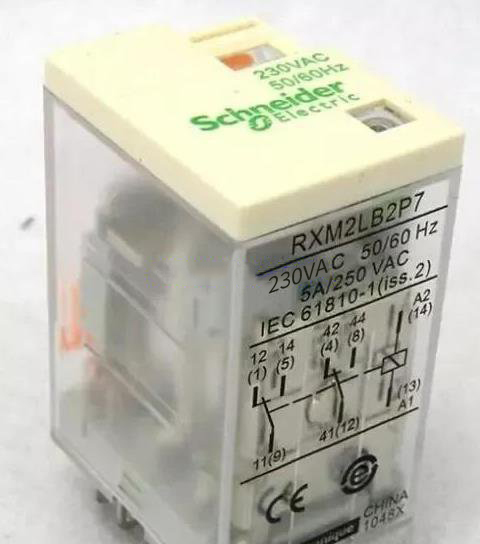 230VAC
50/60Hz
Schneider
Electric
RXM2LB2P7
230VAC 50/60 Hz
5A/250 VAC
IEC 61810-1(iss.2)
12 14 42 44 A2
(1) (5) (4) (8) (14)
(13)
11(9) 41(12) A1
CE
CHINA
1048X